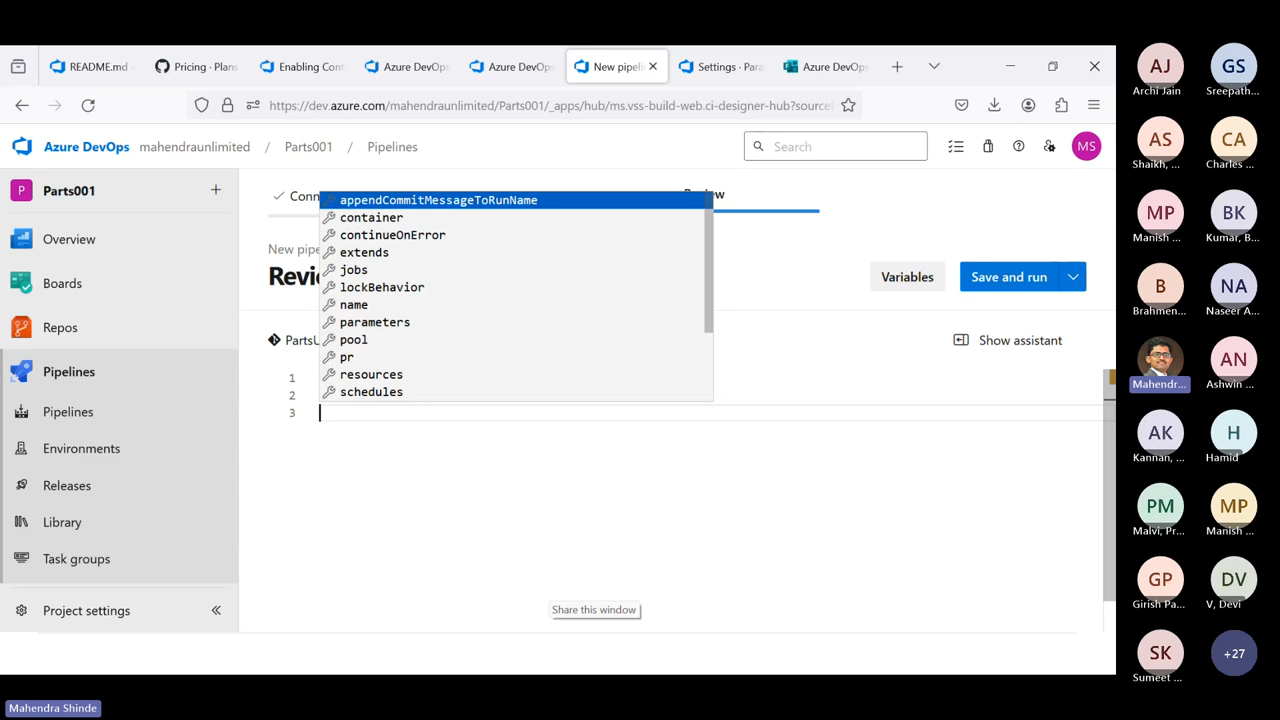 README.md
Pricing · Plans
Enabling Cont
Azure DevOps
Azure DevOps
New pipeli
Settings · Para
Azure DevOps
https://dev.azure.com/mahendraunlimited/Parts001/_apps/hub/ms.vss-build-web.ci-designer-hub?source
Azure DevOps
mahendraunlimited
/
Parts001
/
Pipelines
Search
MS
P
Parts001
Overview
Boards
Repos
Pipelines
Pipelines
Environments
Releases
Library
Task groups
Project settings
Conn
Review
New pipe
Revi
Variables
Save and run
PartsU
Show assistant
1
2
3
appendCommitMessageToRunName
container
continueOnError
extends
jobs
lockBehavior
name
parameters
pool
pr
resources
schedules
Share this window
AJ
Archi Jain
GS
Sreepath...
AS
Shaikh, ...
CA
Charles ...
MP
Manish ...
BK
Kumar, B...
B
Brahmen...
NA
Naseer A...
Mahendr...
AN
Ashwin ...
AK
Kannan, ...
H
Hamid
PM
Malvi, Pr...
MP
Manish ...
GP
Girish Pa...
DV
V, Devi
SK
Sumeet ...
+27
Mahendra Shinde